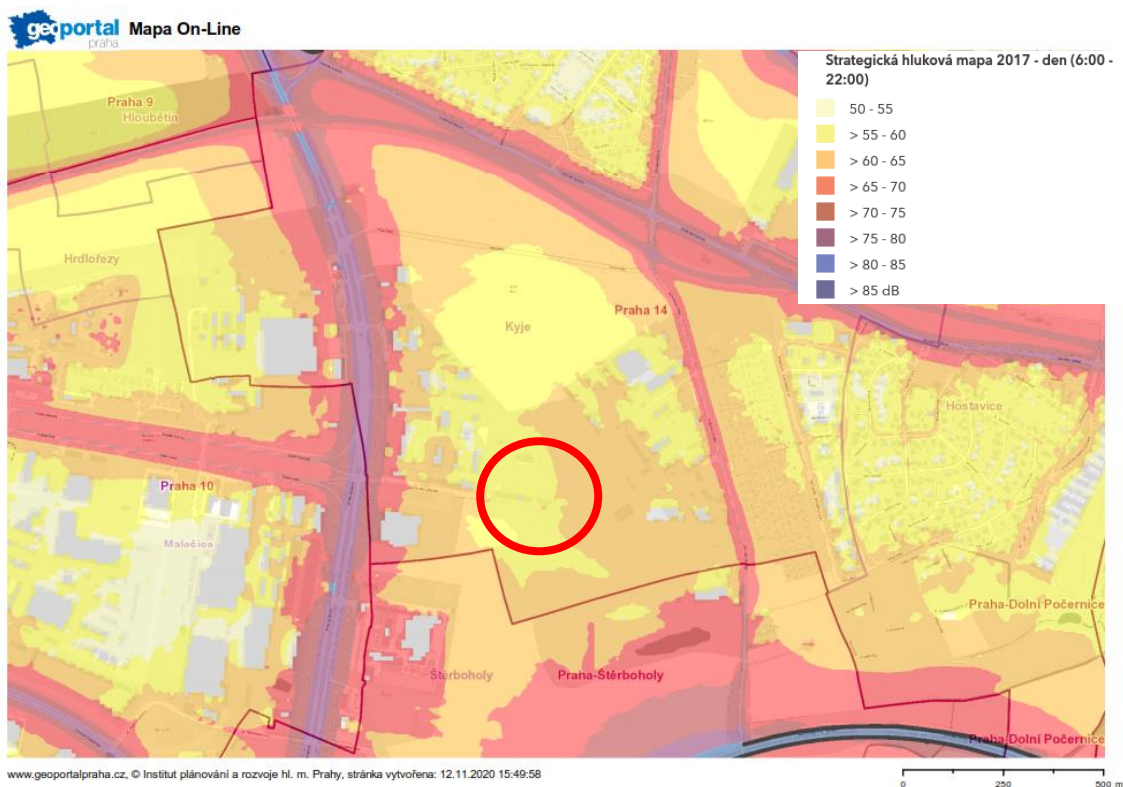 geoportal
praha
Mapa On-Line
Strategická hluková mapa 2017 - den (6:00 -
22:00)
50 - 55
> 55 - 60
> 60 - 65
> 65 - 70
> 70 - 75
> 75 - 80
> 80 - 85
> 85 dB
Praha 9
Hloubětín
Hrdlořezy
Kyje
Praha 14
Hostavice
Praha 10
Malešice
Praha-Dolní Počernice
Štěrboholy
Praha-Štěrboholy
Praha-Dolní Počernice
www.geoportalpraha.cz, © Institut plánování a rozvoje hl. m. Prahy, stránka vytvořena: 12.11.2020 15:49:58
0 250 500 m